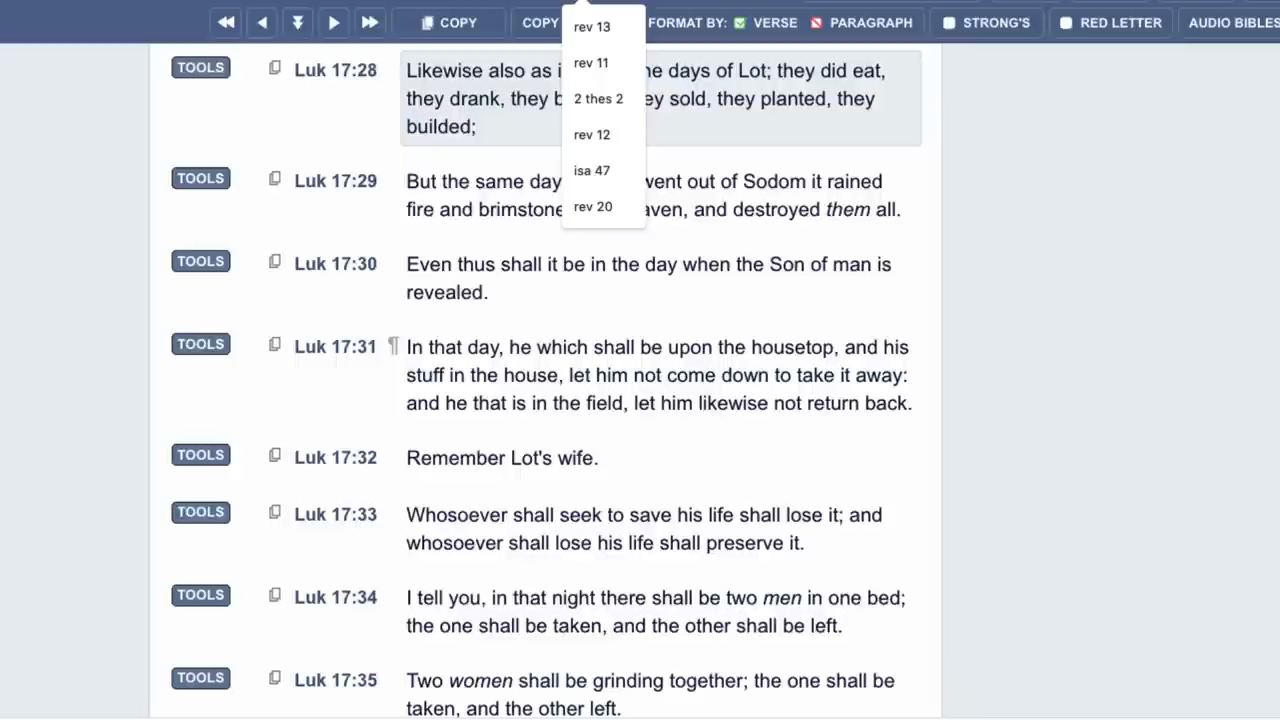 COPY COPY FORMAT BY: VERSE PARAGRAPH STRONG'S RED LETTER AUDIO BIBLES
rev 13
rev 11
2 thes 2
rev 12
isa 47
rev 20
TOOLS Luk 17:28 Likewise also as i he days of Lot; they did eat,
they drank, they b ey sold, they planted, they
builded;
TOOLS Luk 17:29 But the same day went out of Sodom it rained
fire and brimstone aven, and destroyed them all.
TOOLS Luk 17:30 Even thus shall it be in the day when the Son of man is
revealed.
TOOLS Luk 17:31 ¶ In that day, he which shall be upon the housetop, and his
stuff in the house, let him not come down to take it away:
and he that is in the field, let him likewise not return back.
TOOLS Luk 17:32 Remember Lot's wife.
TOOLS Luk 17:33 Whosoever shall seek to save his life shall lose it; and
whosoever shall lose his life shall preserve it.
TOOLS Luk 17:34 I tell you, in that night there shall be two men in one bed;
the one shall be taken, and the other shall be left.
TOOLS Luk 17:35 Two women shall be grinding together; the one shall be
taken, and the other left.